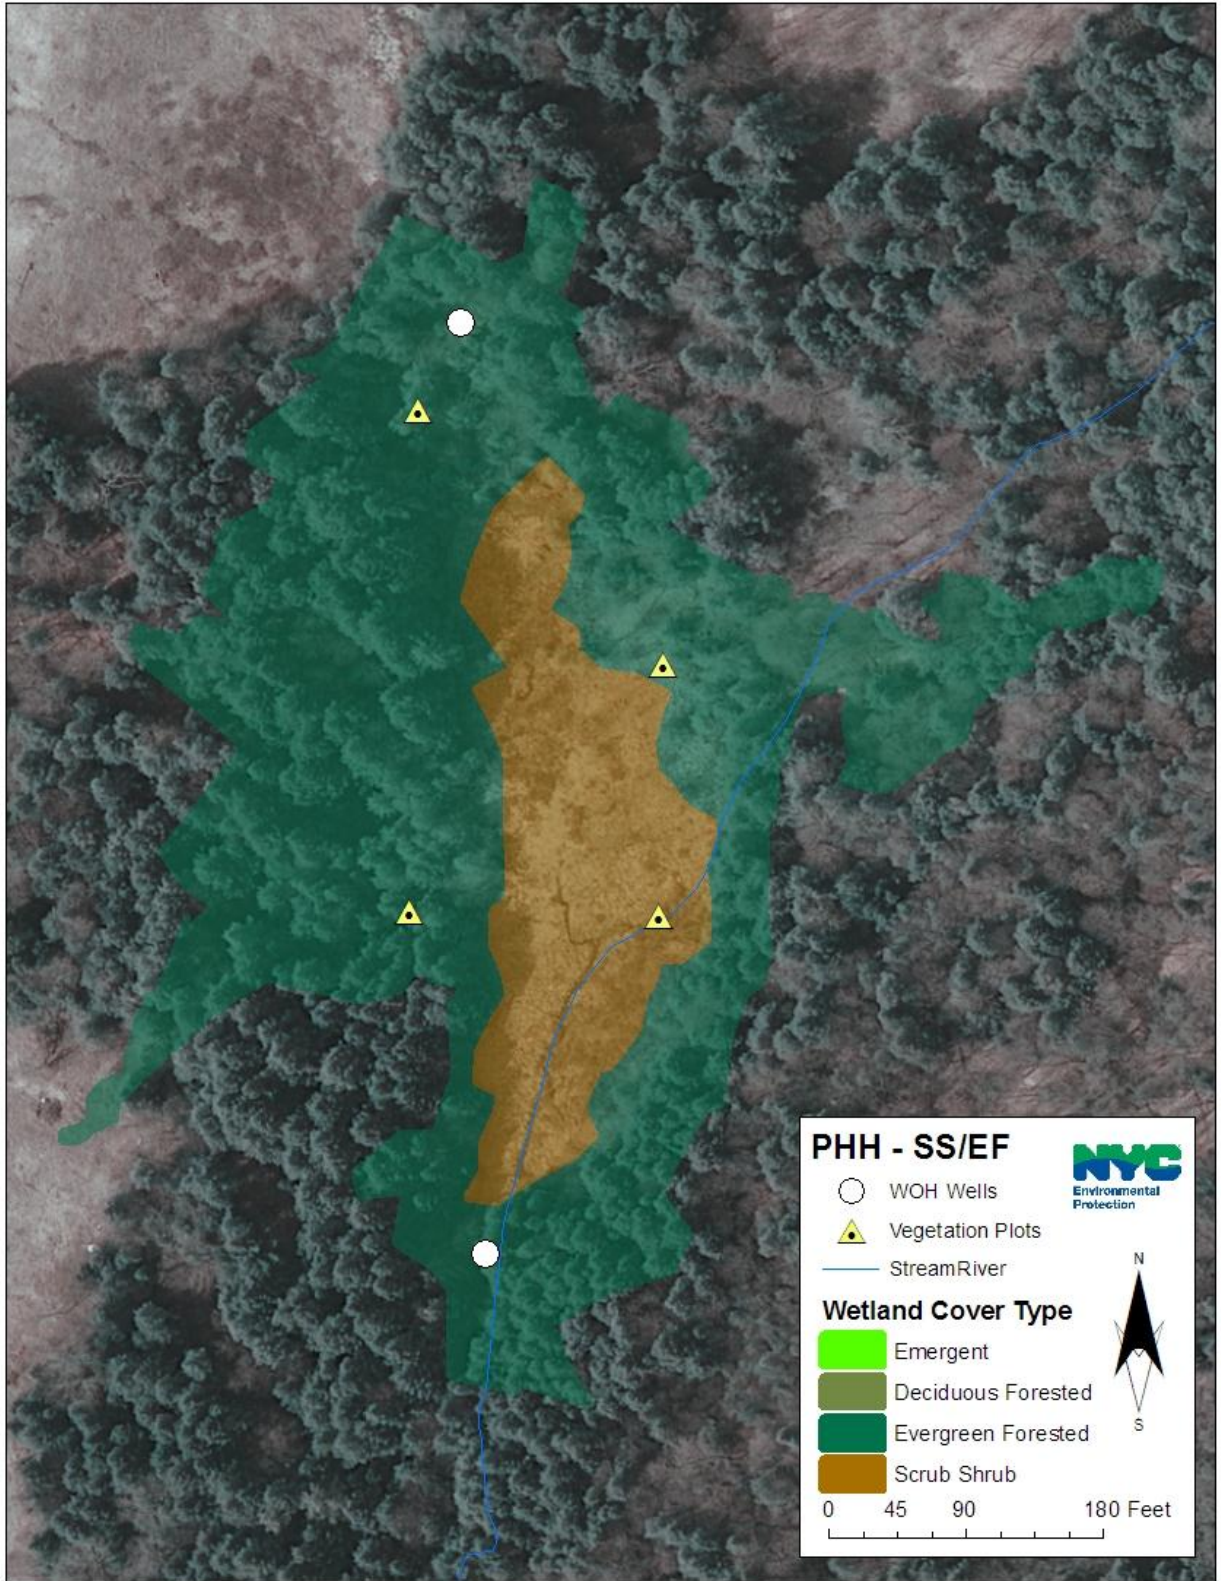 PHH - SS/EF
NYC
Environmental
Protection
WOH Wells
Vegetation Plots
StreamRiver
N
S
Wetland Cover Type
Emergent
Deciduous Forested
Evergreen Forested
Scrub Shrub
0 45 90 180 Feet